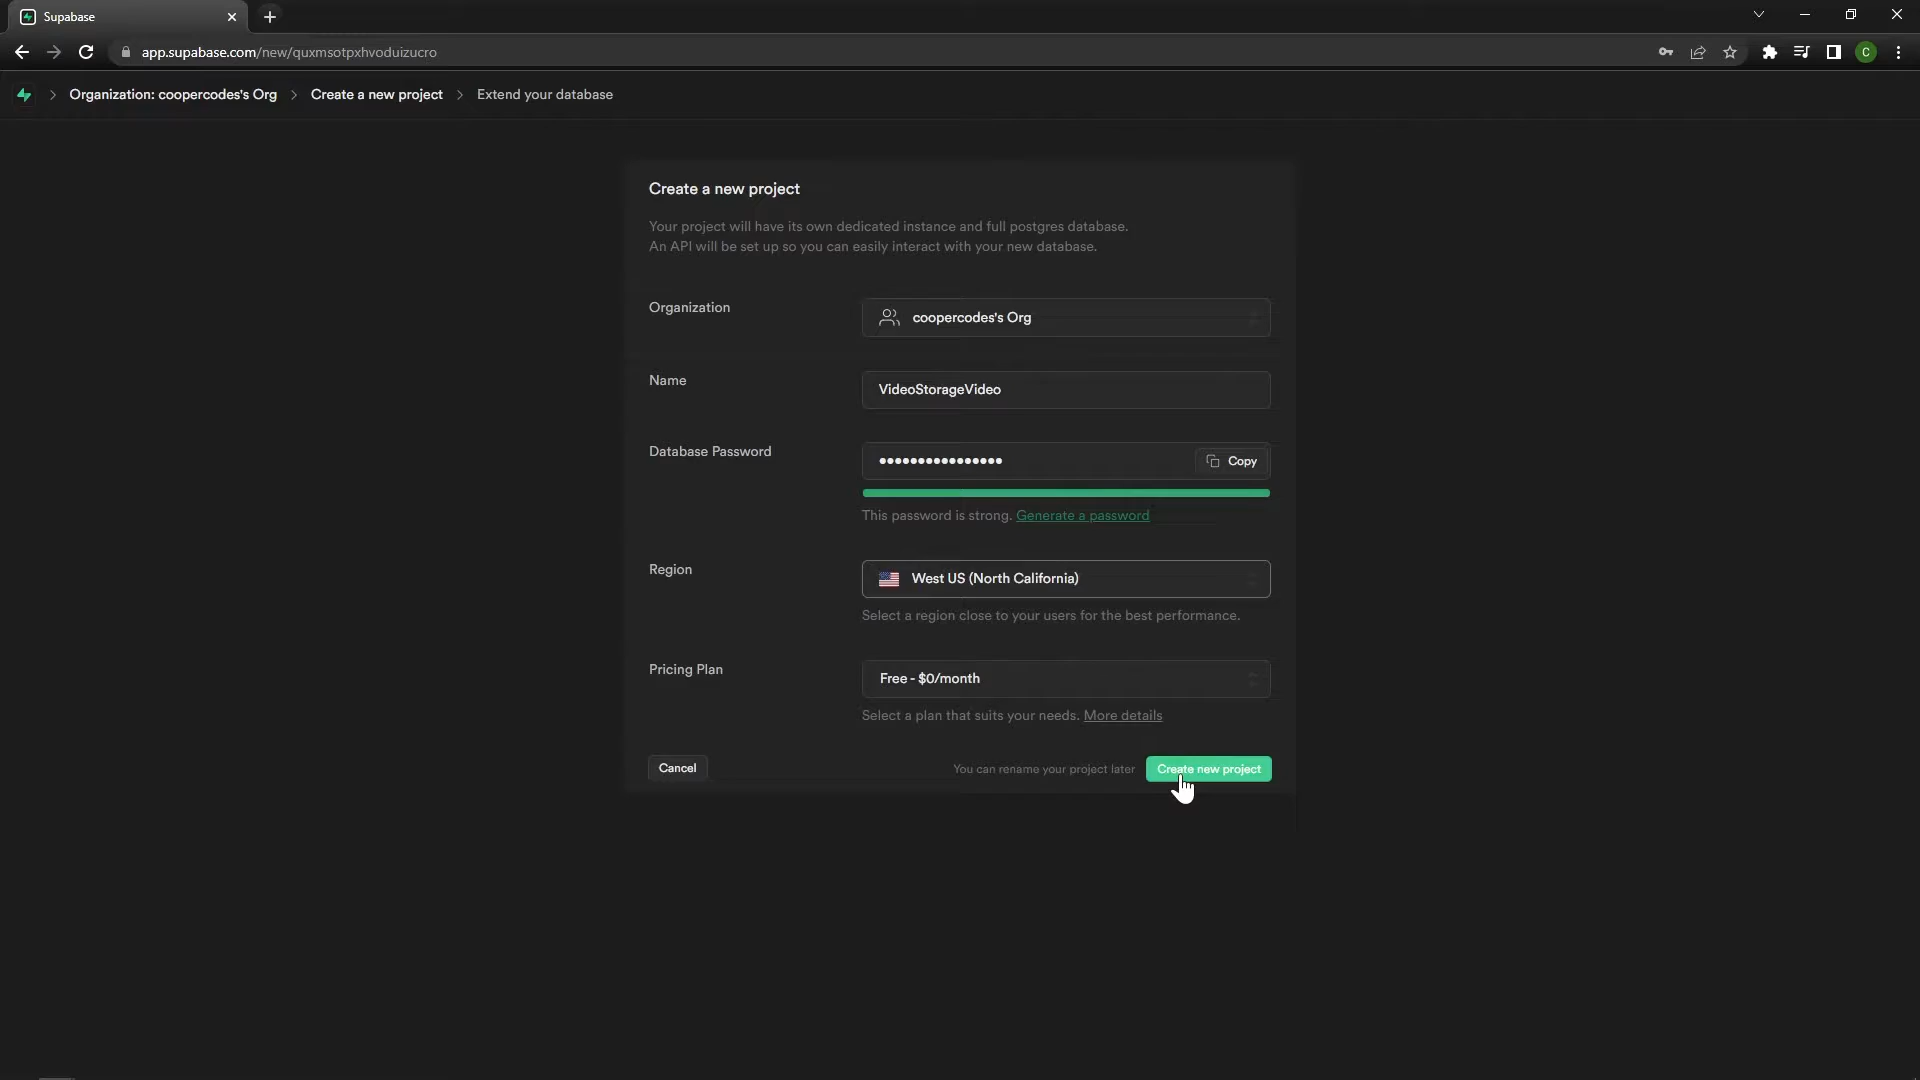 Supabase
app.supabase.com/new/quxmsotpxhvoduizucro
C
Organization: coopercodes's Org > Create a new project > Extend your database
Create a new project
Your project will have its own dedicated instance and full postgres database.
An API will be set up so you can easily interact with your new database.
Organization
coopercodes's Org
Name
VideoStorageVideo
Database Password
••••••••••••••••
Copy
This password is strong. Generate a password
Region
West US (North California)
Select a region close to your users for the best performance.
Pricing Plan
Free - $0/month
Select a plan that suits your needs. More details
Cancel
You can rename your project later
Create new project